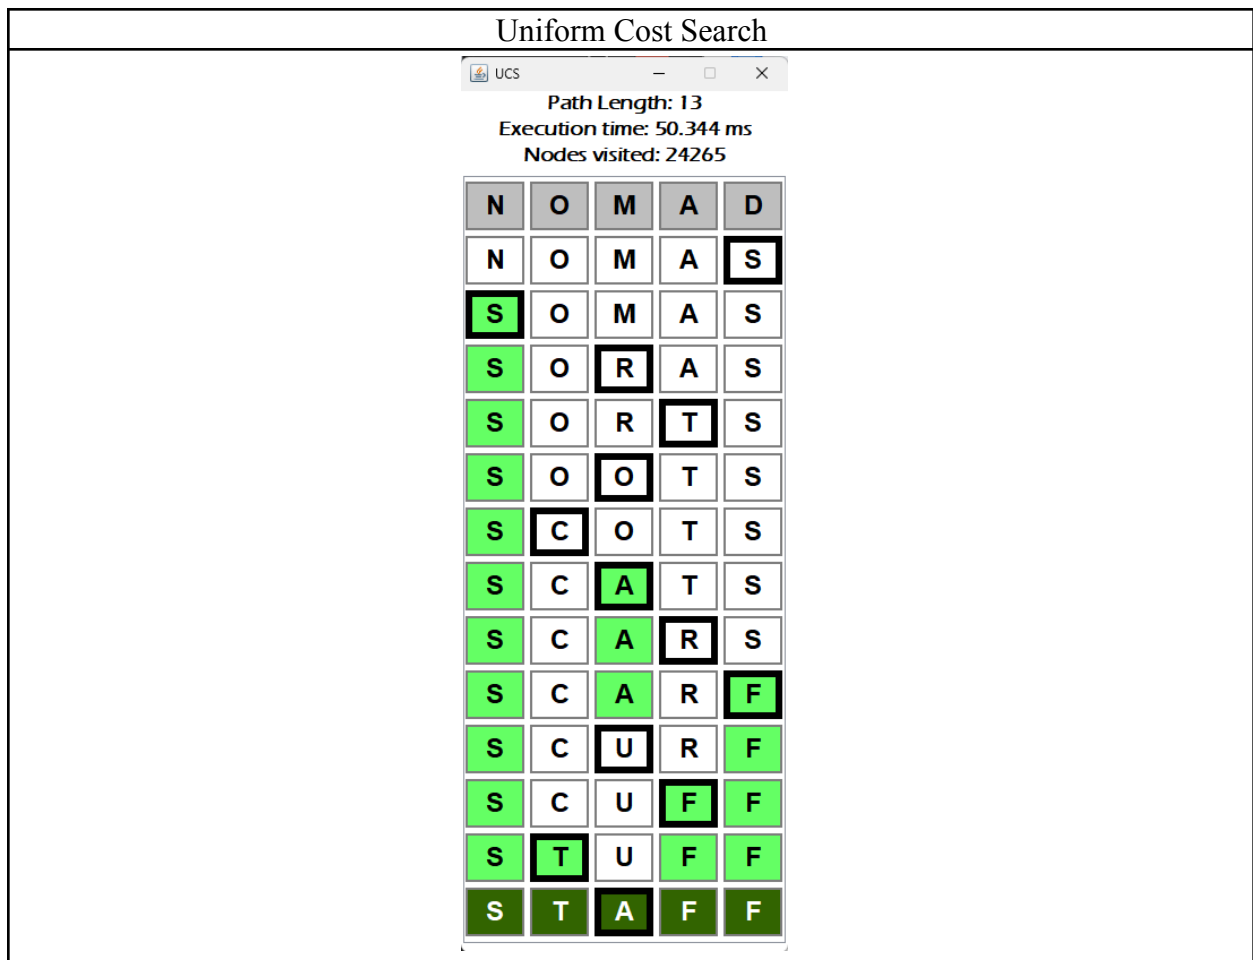 Uniform Cost Search
UCS
Path Length: 13
Execution time: 50.344 ms
Nodes visited: 24265
N O M A D
N O M A S
S O M A S
S O R A S
S O R T S
S O O T S
S C O T S
S C A T S
S C A R S
S C A R F
S C U R F
S C U F F
S T U F F
S T A F F